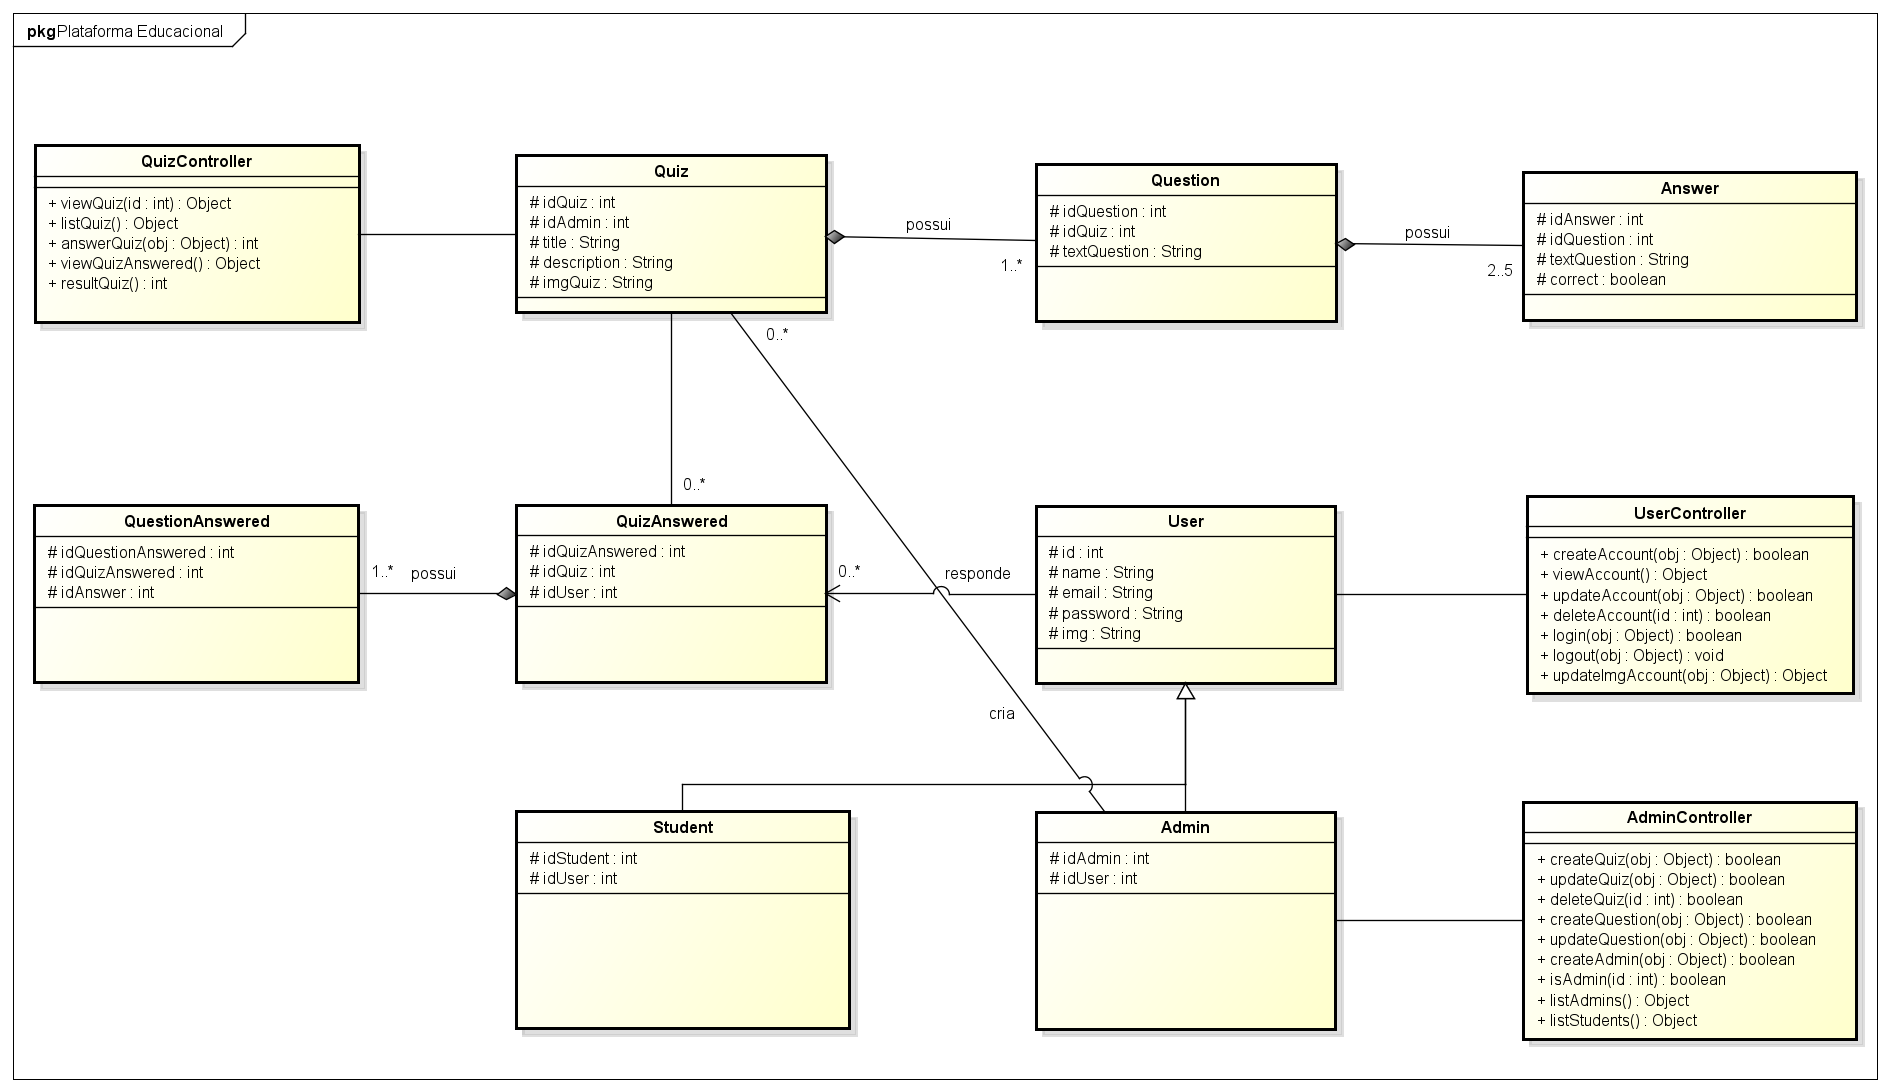 pkg Plataforma Educacional
QuizController
+ viewQuiz(id : int) : Object
+ listQuiz() : Object
+ answerQuiz(obj : Object) : int
+ viewQuizAnswered() : Object
+ resultQuiz() : int
Quiz
# idQuiz : int
# idAdmin : int
# title : String
# description : String
# imgQuiz : String
possui
1..*
Question
# idQuestion : int
# idQuiz : int
# textQuestion : String
possui
2..5
Answer
# idAnswer : int
# idQuestion : int
# textQuestion : String
# correct : boolean
0..*
0..*
QuestionAnswered
# idQuestionAnswered : int
# idQuizAnswered : int
# idAnswer : int
1..* possui
QuizAnswered
# idQuizAnswered : int
# idQuiz : int
# idUser : int
0..*
responde
User
# id : int
# name : String
# email : String
# password : String
# img : String
UserController
+ createAccount(obj : Object) : boolean
+ viewAccount() : Object
+ updateAccount(obj : Object) : boolean
+ deleteAccount(id : int) : boolean
+ login(obj : Object) : boolean
+ logout(obj : Object) : void
+ updateImgAccount(obj : Object) : Object
cria
Student
# idStudent : int
# idUser : int
Admin
# idAdmin : int
# idUser : int
AdminController
+ createQuiz(obj : Object) : boolean
+ updateQuiz(obj : Object) : boolean
+ deleteQuiz(id : int) : boolean
+ createQuestion(obj : Object) : boolean
+ updateQuestion(obj : Object) : boolean
+ createAdmin(obj : Object) : boolean
+ isAdmin(id : int) : boolean
+ listAdmins() : Object
+ listStudents() : Object